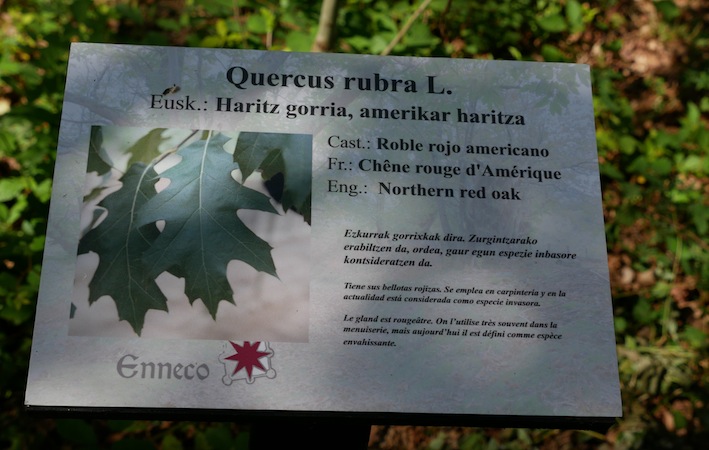 Quercus rubra L.
Eusk.: Haritz gorria, amerikar haritza
Cast.: Roble rojo americano
Fr.: Chêne rouge d'Amérique
Eng.: Northern red oak
Ezkurrak gorrixkak dira. Zurgintzarako
erabiltzen da, ordea, gaur egun espezie inbasore
kontsideratzen da.
Tiene sus bellotas rojizas. Se emplea en carpintería y en la
actualidad está considerada como especie invasora.
Le gland est rougeâtre. On l'utilise très souvent dans la
menuiserie, mais aujourd'hui il est défini comme espèce
envahissante.
Enneco